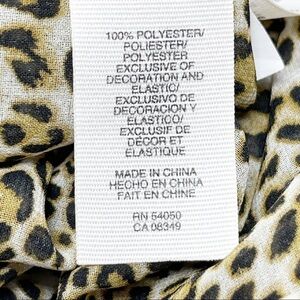 100% POLYESTER/
POLIESTER/
POLYESTER
EXCLUSIVE OF
DECORATION AND
ELASTIC/
EXCLUSIVO DE
DECORACION Y
ELASTICO/
EXCLUSIF DE
DÉCOR ET
ÉLASTIQUE
MADE IN CHINA
HECHO EN CHINA
FAIT EN CHINE
RN 54050
CA 08349